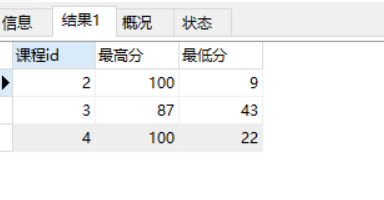 信息 结果1 概况 状态
课程id 最高分 最低分
2 100 9
3 87 43
4 100 22